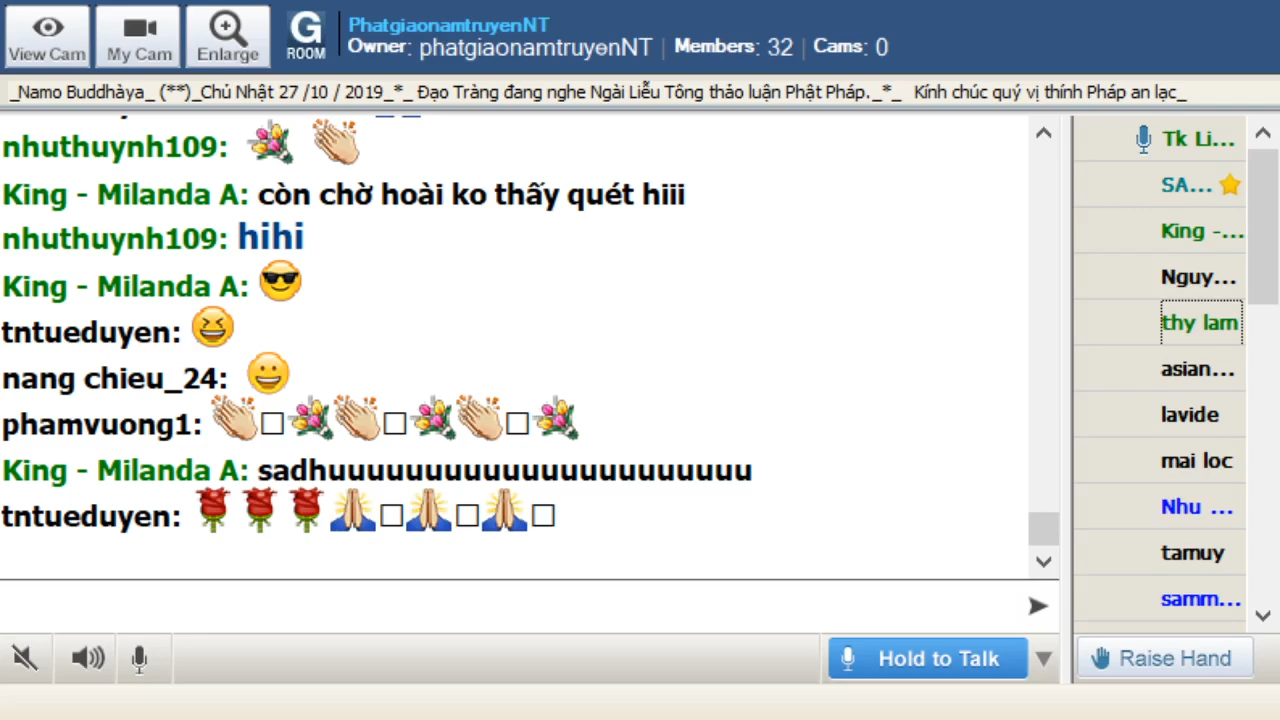 View Cam
My Cam
Enlarge
G
ROOM
PhatgiaonamtruyenNT
Owner: phatgiaonamtruyenNT | Members: 32 | Cams: 0
_Namo Buddhàya_ (**)_Chủ Nhật 27 /10 / 2019_*_ Đạo Tràng đang nghe Ngài Liễu Tông thảo luận Phật Pháp._*_ Kính chúc quý vị thính Pháp an lạc_
nhuthuynh109:
King - Milanda A: còn chờ hoài ko thấy quét hiii
nhuthuynh109: hihi
King - Milanda A:
tntueduyen:
nang chieu_24:
phamvuong1:
King - Milanda A: sadhuuuuuuuuuuuuuuuuuuuuuu
tntueduyen:
Tk Li...
SA...
King -...
Nguy...
thy lam
asian...
lavide
mai loc
Nhu ...
tamuy
samm...
Hold to Talk
Raise Hand